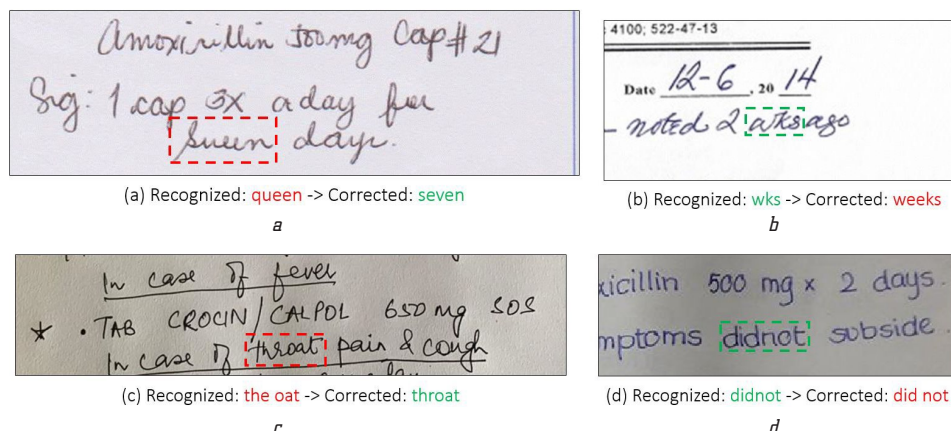 Amoxicillin 500mg Cap # 21
Sig: 1 cap 3X a day for
seven days.
(a) Recognized: queen -> Corrected: seven
a
4100; 522-47-13
Date 12-6, 20 14
- noted 2 wks ago
(b) Recognized: wks -> Corrected: weeks
b
In case of fever
* • TAB CROCIN/CALPOL 650 mg SOS
In case of throat pain & cough
(c) Recognized: the oat -> Corrected: throat
c
xicillin 500 mg x 2 days.
mptoms didnot subside
(d) Recognized: didnot -> Corrected: did not
d